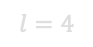 l = 4